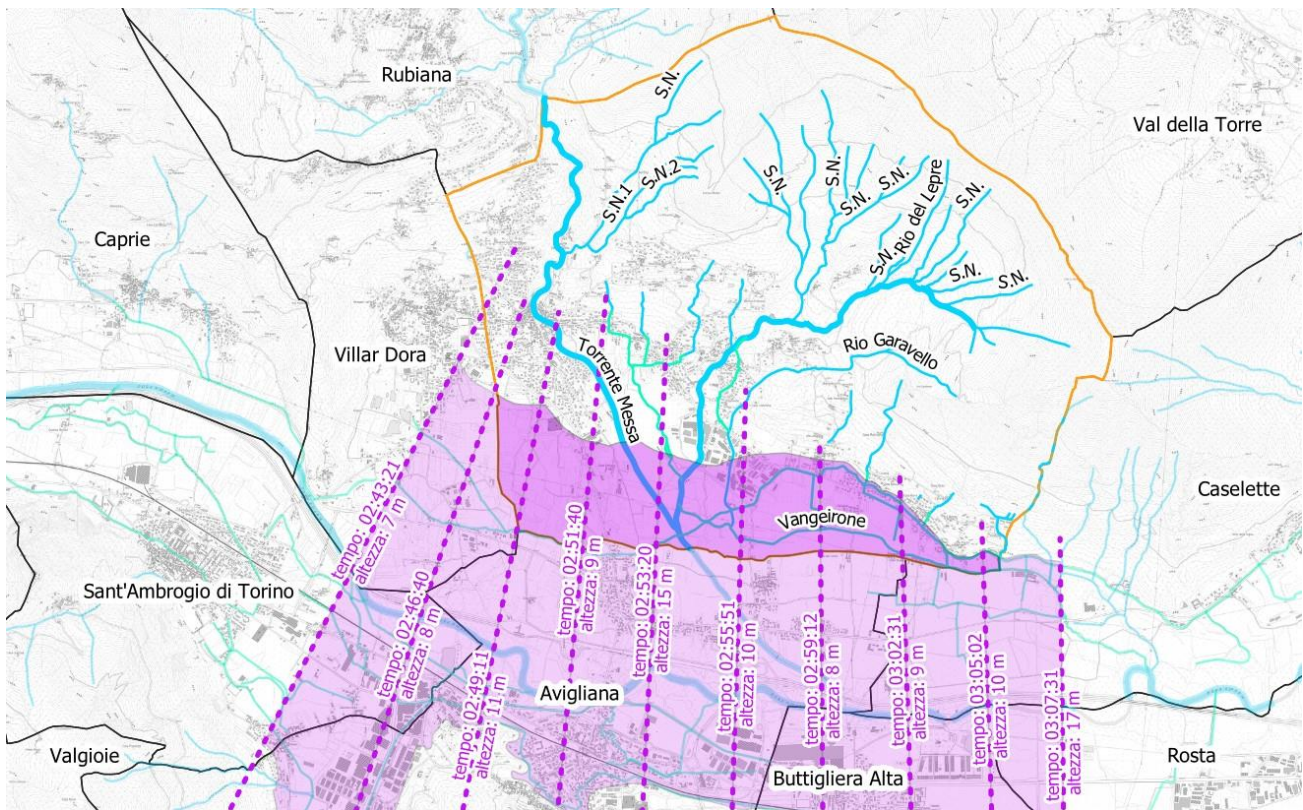 Rubiana
S.N.
Val della Torre
S.N.1
S.N.2
S.N.
S.N.
S.N.
S.N.
Rio del Lepre
S.N.
Caprie
S.N.
S.N.
S.N.
Villar Dora
Torrente Messa
Rio Garavello
Caselette
Vangeirone
Sant'Ambrogio di Torino
tempo: 02:43:21
altezza: 7 m
tempo: 02:46:40
altezza: 8 m
tempo: 02:49:11
altezza: 11 m
tempo: 02:51:40
altezza: 9 m
tempo: 02:53:20
altezza: 15 m
tempo: 02:55:51
altezza: 10 m
tempo: 02:59:12
altezza: 8 m
tempo: 03:02:31
altezza: 9 m
tempo: 03:05:02
altezza: 10 m
tempo: 03:07:31
altezza: 17 m
Avigliana
Valgioie
Buttigliera Alta
Rosta